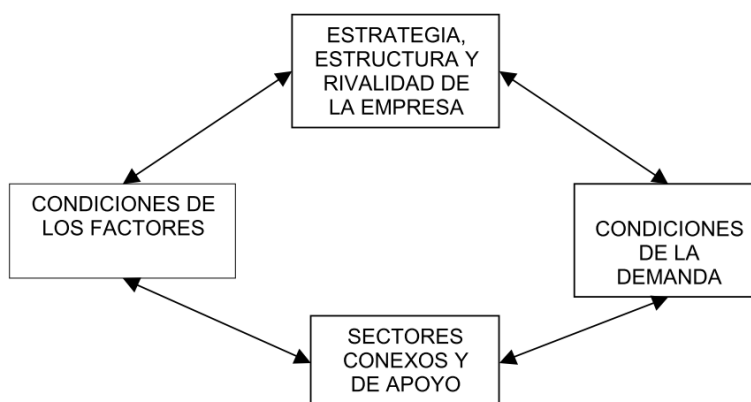 ESTRATEGIA,
ESTRUCTURA Y
RIVALIDAD DE
LA EMPRESA
CONDICIONES DE
LOS FACTORES
CONDICIONES
DE LA
DEMANDA
SECTORES
CONEXOS Y
DE APOYO